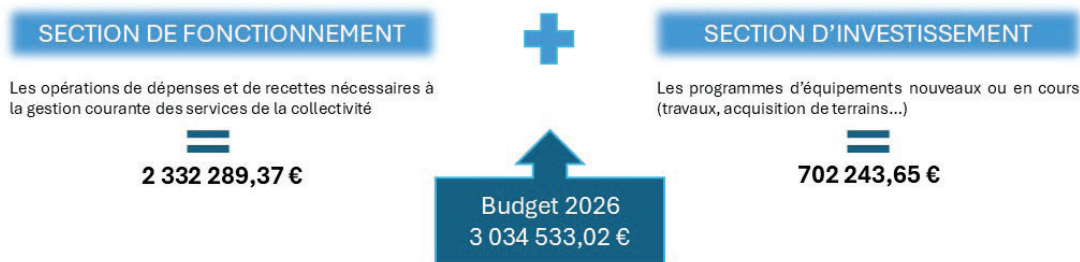 SECTION DE FONCTIONNEMENT
Les opérations de dépenses et de recettes nécessaires à
la gestion courante des services de la collectivité
=
2 332 289,37 €
+
Budget 2026
3 034 533,02 €
SECTION D’INVESTISSEMENT
Les programmes d’équipements nouveaux ou en cours
(travaux, acquisition de terrains...)
=
702 243,65 €